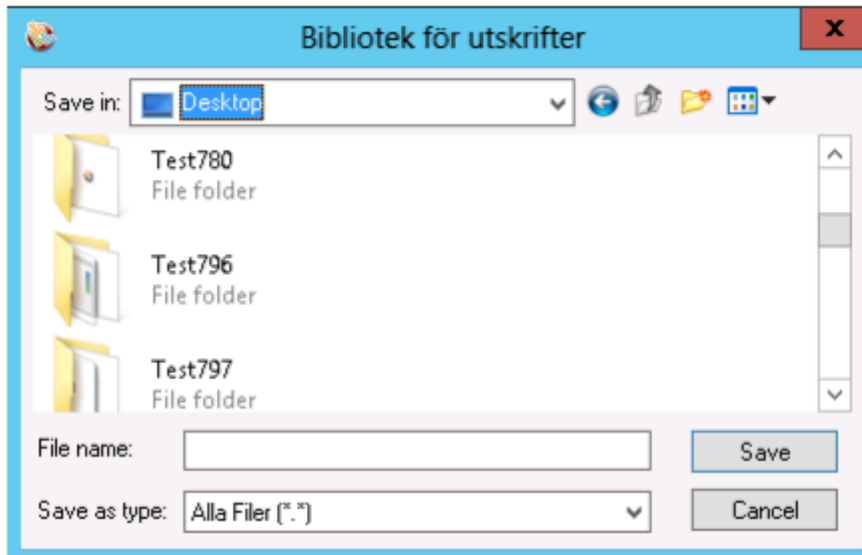 Bibliotek för utskrifter
x
Save in: Desktop
Test780
File folder
Test796
File folder
Test797
File folder
File name:
Save
Save as type: Alla Filer (*.*)
Cancel